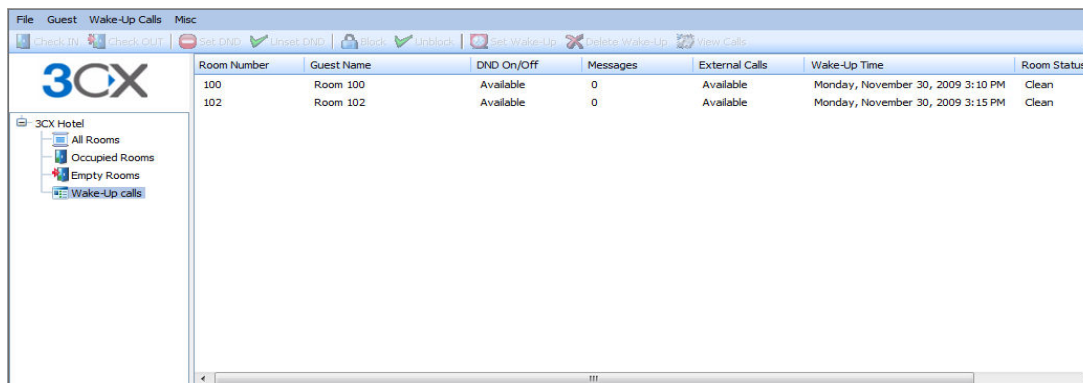 File Guest Wake-Up Calls Misc
Check IN Check OUT Set DND Unset DND Block Unblock Set Wake-Up Delete Wake-Up View Calls
3CX
3CX Hotel
All Rooms
Occupied Rooms
Empty Rooms
Wake-Up calls
Room Number Guest Name DND On/Off Messages External Calls Wake-Up Time Room Status
100 Room 100 Available 0 Available Monday, November 30, 2009 3:10 PM Clean
102 Room 102 Available 0 Available Monday, November 30, 2009 3:15 PM Clean